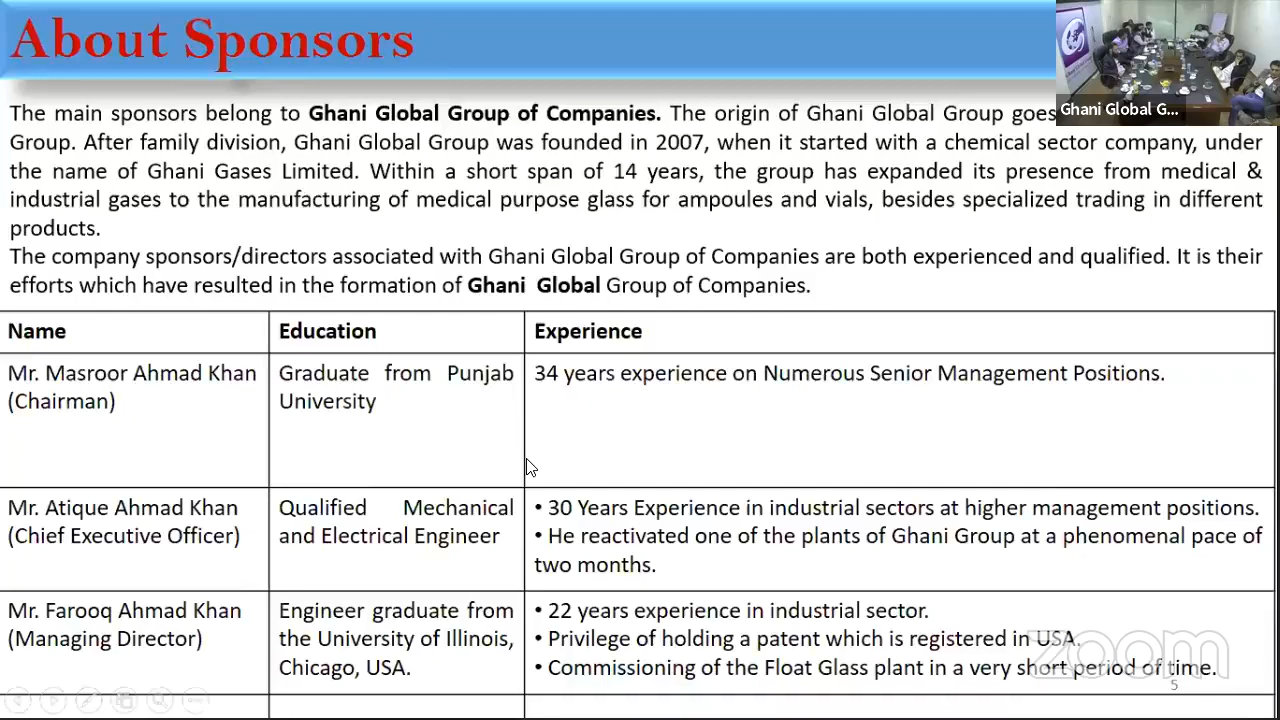 About Sponsors
Ghani Global G...
The main sponsors belong to Ghani Global Group of Companies. The origin of Ghani Global Group goes
Group. After family division, Ghani Global Group was founded in 2007, when it started with a chemical sector company, under
the name of Ghani Gases Limited. Within a short span of 14 years, the group has expanded its presence from medical &
industrial gases to the manufacturing of medical purpose glass for ampoules and vials, besides specialized trading in different
products.
The company sponsors/directors associated with Ghani Global Group of Companies are both experienced and qualified. It is their
efforts which have resulted in the formation of Ghani Global Group of Companies.
Name Education Experience
Mr. Masroor Ahmad Khan
(Chairman)
Graduate from Punjab
University
34 years experience on Numerous Senior Management Positions.
Mr. Atique Ahmad Khan
(Chief Executive Officer)
Qualified Mechanical
and Electrical Engineer
• 30 Years Experience in industrial sectors at higher management positions.
• He reactivated one of the plants of Ghani Group at a phenomenal pace of
two months.
Mr. Farooq Ahmad Khan
(Managing Director)
Engineer graduate from
the University of Illinois,
Chicago, USA.
• 22 years experience in industrial sector.
• Privilege of holding a patent which is registered in USA.
• Commissioning of the Float Glass plant in a very short period of time.
zoom
5